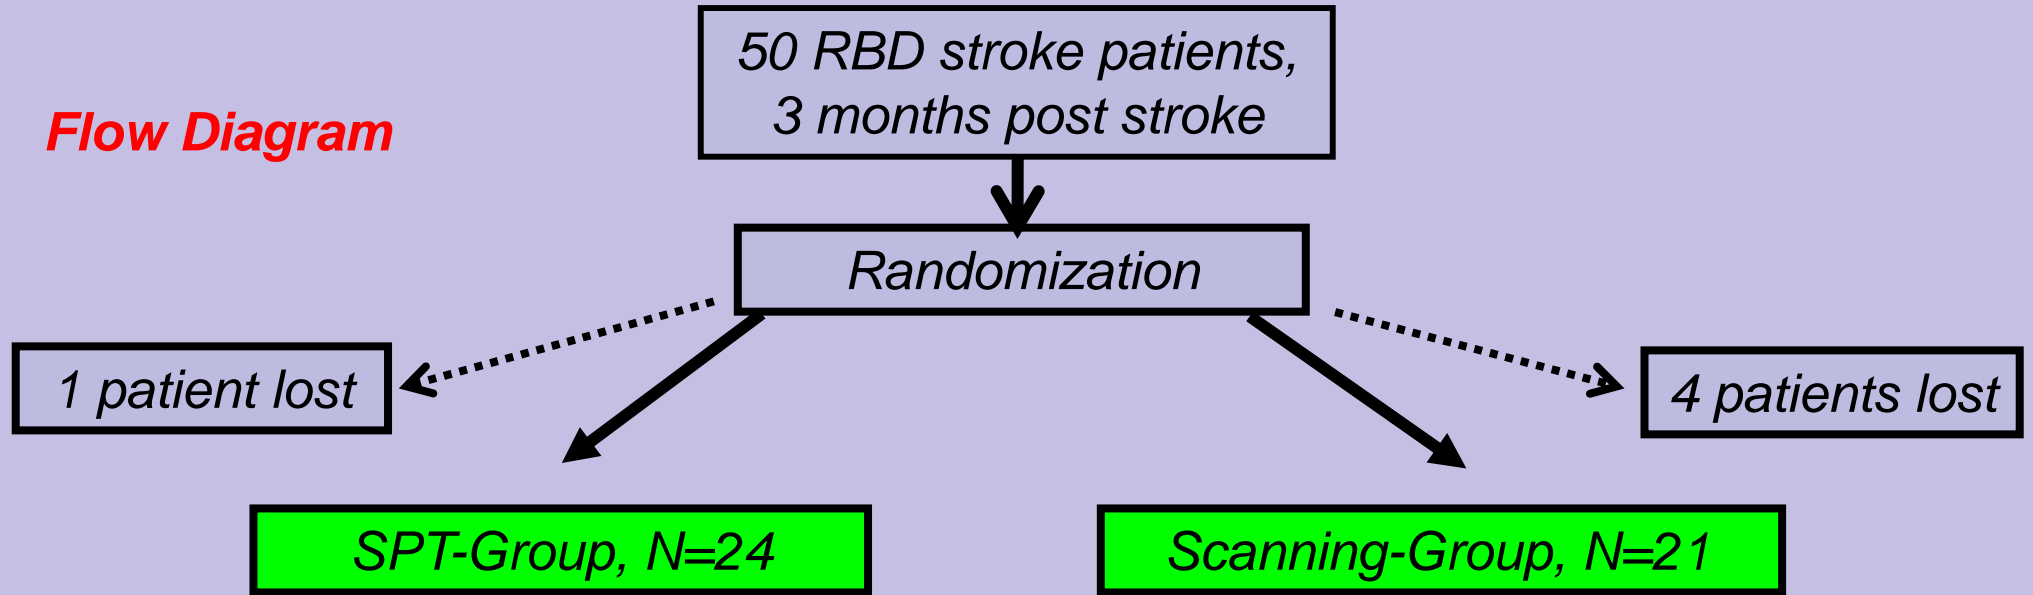 50 RBD stroke patients,
3 months post stroke
Flow Diagram
Randomization
1 patient lost
4 patients lost
SPT-Group, N=24
Scanning-Group, N=21